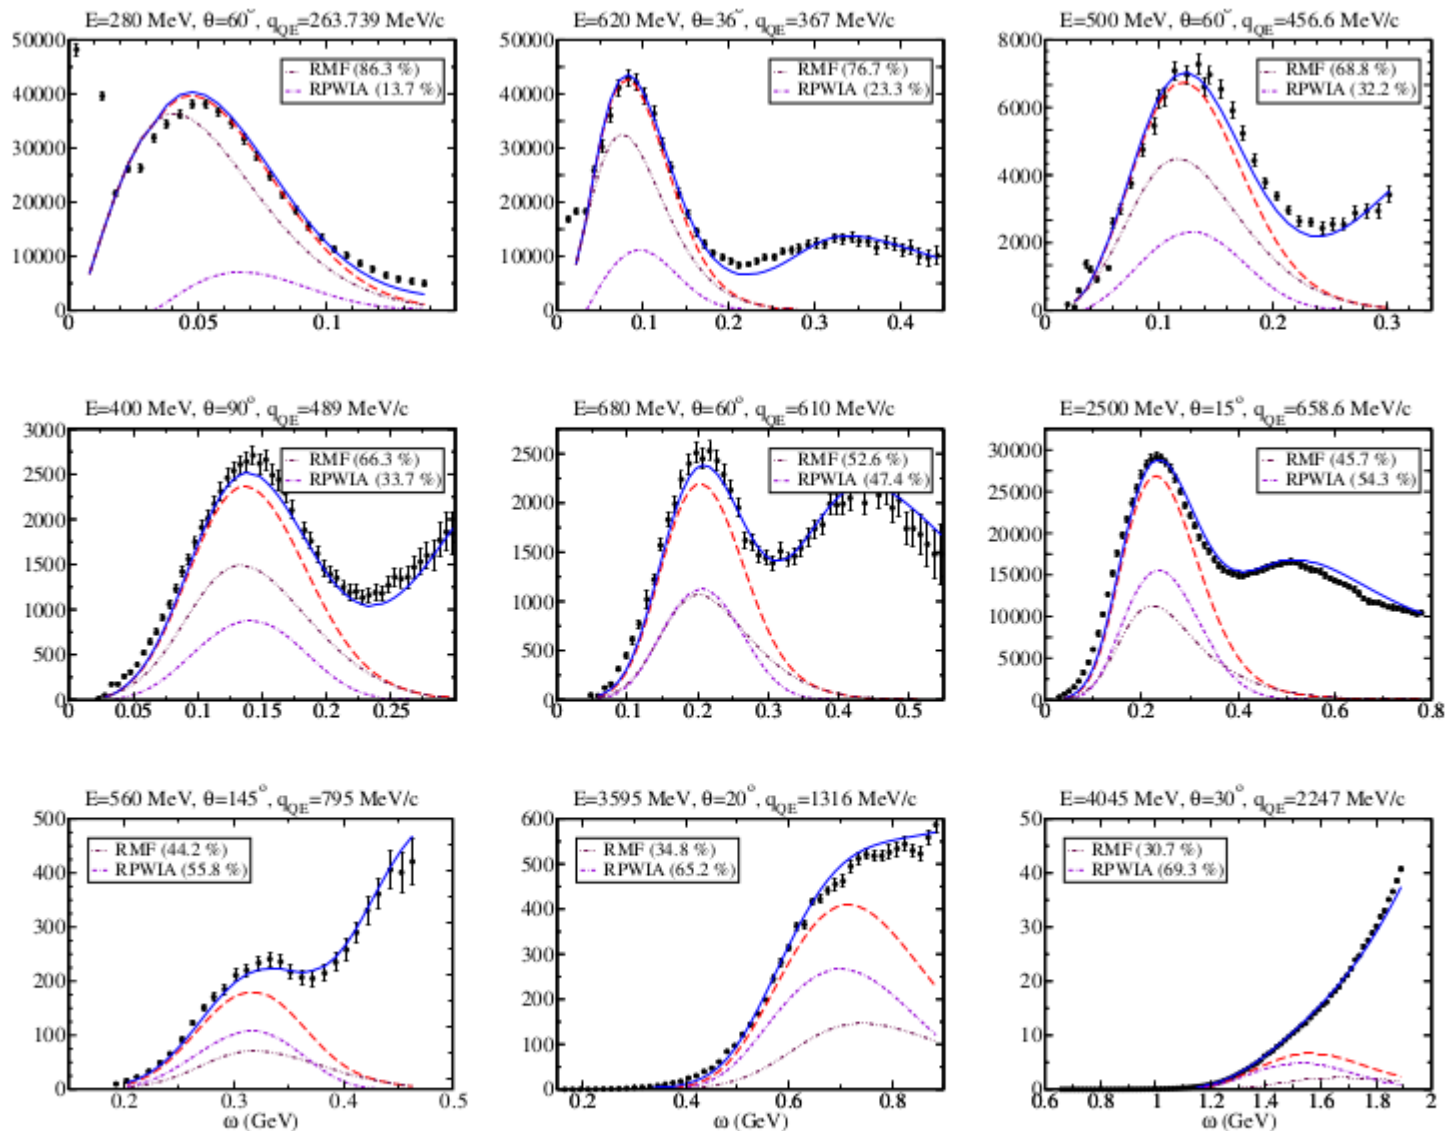 E=280 MeV, θ=60°, q_QE=263.739 MeV/c
50000
40000
30000
20000
10000
0
RMF (86.3 %)
RPWIA (13.7 %)
0 0.05 0.1
E=620 MeV, θ=36°, q_QE=367 MeV/c
50000
40000
30000
20000
10000
0
RMF (76.7 %)
RPWIA (23.3 %)
0 0.1 0.2 0.3 0.4
E=500 MeV, θ=60°, q_QE=456.6 MeV/c
8000
6000
4000
2000
0
RMF (68.8 %)
RPWIA (32.2 %)
0 0.1 0.2 0.3
E=400 MeV, θ=90°, q_QE=489 MeV/c
3000
2500
2000
1500
1000
500
0
RMF (66.3 %)
RPWIA (33.7 %)
0 0.05 0.1 0.15 0.2 0.25
E=680 MeV, θ=60°, q_QE=610 MeV/c
2500
2000
1500
1000
500
0
RMF (52.6 %)
RPWIA (47.4 %)
0 0.1 0.2 0.3 0.4 0.5
E=2500 MeV, θ=15°, q_QE=658.6 MeV/c
30000
25000
20000
15000
10000
5000
0
RMF (45.7 %)
RPWIA (54.3 %)
0 0.2 0.4 0.6 0.8
E=560 MeV, θ=145°, q_QE=795 MeV/c
500
400
300
200
100
0
RMF (44.2 %)
RPWIA (55.8 %)
0.2 0.3 0.4 0.5
ω (GeV)
E=3595 MeV, θ=20°, q_QE=1316 MeV/c
600
500
400
300
200
100
0
RMF (34.8 %)
RPWIA (65.2 %)
0.2 0.4 0.6 0.8
ω (GeV)
E=4045 MeV, θ=30°, q_QE=2247 MeV/c
50
40
30
20
10
0
RMF (30.7 %)
RPWIA (69.3 %)
0.6 0.8 1 1.2 1.4 1.6 1.8 2
ω (GeV)